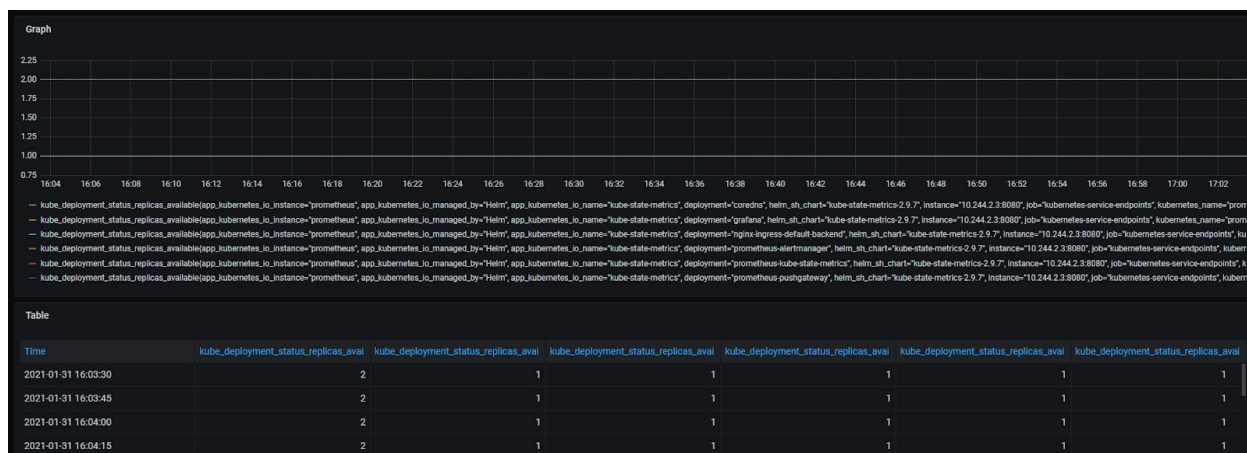 Graph
2.25
2.00
1.75
1.50
1.25
1.00
0.75
16:04 16:06 16:08 16:10 16:12 16:14 16:16 16:18 16:20 16:22 16:24 16:26 16:28 16:30 16:32 16:34 16:36 16:38 16:40 16:42 16:44 16:46 16:48 16:50 16:52 16:54 16:56 16:58 17:00 17:02
kube_deployment_status_replicas_available{app_kubernetes_io_instance="prometheus", app_kubernetes_io_managed_by="Helm", app_kubernetes_io_name="kube-state-metrics", deployment="coredns", helm_sh_chart="kube-state-metrics-2.9.7", instance="10.244.2.3:8080", job="kubernetes-service-endpoints", kubernetes_name="prom
kube_deployment_status_replicas_available{app_kubernetes_io_instance="prometheus", app_kubernetes_io_managed_by="Helm", app_kubernetes_io_name="kube-state-metrics", deployment="grafana", helm_sh_chart="kube-state-metrics-2.9.7", instance="10.244.2.3:8080", job="kubernetes-service-endpoints", kubernetes_name="prom
kube_deployment_status_replicas_available{app_kubernetes_io_instance="prometheus", app_kubernetes_io_managed_by="Helm", app_kubernetes_io_name="kube-state-metrics", deployment="nginx-ingress-default-backend", helm_sh_chart="kube-state-metrics-2.9.7", instance="10.244.2.3:8080", job="kubernetes-service-endpoints", ku
kube_deployment_status_replicas_available{app_kubernetes_io_instance="prometheus", app_kubernetes_io_managed_by="Helm", app_kubernetes_io_name="kube-state-metrics", deployment="prometheus-alertmanager", helm_sh_chart="kube-state-metrics-2.9.7", instance="10.244.2.3:8080", job="kubernetes-service-endpoints", kubern
kube_deployment_status_replicas_available{app_kubernetes_io_instance="prometheus", app_kubernetes_io_managed_by="Helm", app_kubernetes_io_name="kube-state-metrics", deployment="prometheus-kube-state-metrics", helm_sh_chart="kube-state-metrics-2.9.7", instance="10.244.2.3:8080", job="kubernetes-service-endpoints", k
kube_deployment_status_replicas_available{app_kubernetes_io_instance="prometheus", app_kubernetes_io_managed_by="Helm", app_kubernetes_io_name="kube-state-metrics", deployment="prometheus-pushgateway", helm_sh_chart="kube-state-metrics-2.9.7", instance="10.244.2.3:8080", job="kubernetes-service-endpoints", kubern
Table
Time kube_deployment_status_replicas_avai kube_deployment_status_replicas_avai kube_deployment_status_replicas_avai kube_deployment_status_replicas_avai kube_deployment_status_replicas_avai kube_deployment_status_replicas_avai
2021-01-31 16:03:30 2 1 1 1 1 1
2021-01-31 16:03:45 2 1 1 1 1 1
2021-01-31 16:04:00 2 1 1 1 1 1
2021-01-31 16:04:15 2 1 1 1 1 1